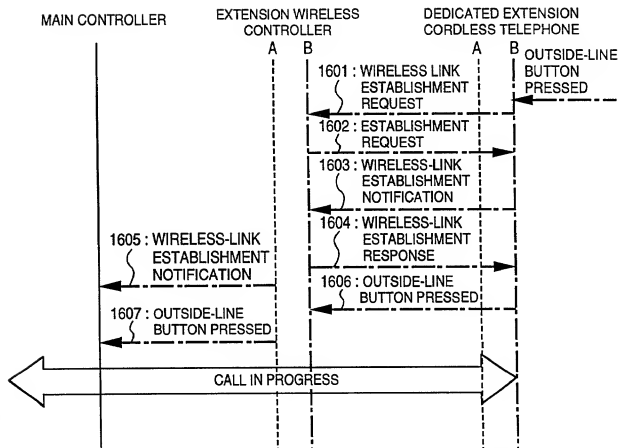 MAIN CONTROLLER
EXTENSION WIRELESS
CONTROLLER
DEDICATED EXTENSION
CORDLESS TELEPHONE
A B
A B
OUTSIDE-LINE
BUTTON
PRESSED
1601 : WIRELESS LINK
ESTABLISHMENT
REQUEST
1602 : ESTABLISHMENT
REQUEST
1603 : WIRELESS-LINK
ESTABLISHMENT
NOTIFICATION
1604 : WIRELESS-LINK
ESTABLISHMENT
RESPONSE
1605 : WIRELESS-LINK
ESTABLISHMENT
NOTIFICATION
1606 : OUTSIDE-LINE
BUTTON PRESSED
1607 : OUTSIDE-LINE
BUTTON PRESSED
CALL IN PROGRESS